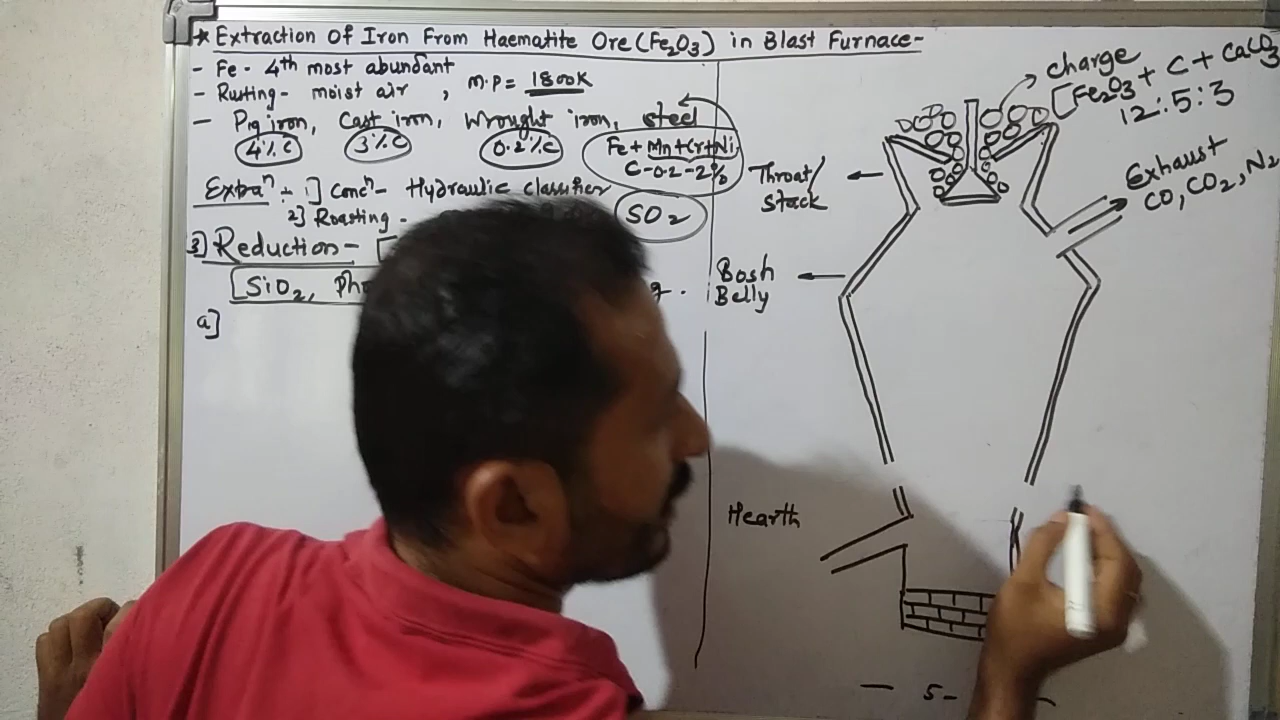 * Extraction Of Iron From Haematite Ore (Fe₂O₃) in Blast Furnace-
- Fe - 4th most abundant
- Rusting - moist air , m.p = 1800K
- Pig iron, Cast iron, Wrought iron, steel
4%C 3%C 0.2%C Fe + Mn+Cr+Ni
C-0.2-2%
Extraⁿ :- 1] Concⁿ - Hydraulic classifier
2] Roasting - SO₂
3] Reduction - [
[SiO₂,
a]
charge
[Fe₂O₃ + C + CaCO₃
12:5:3
Exhaust
CO, CO₂, N₂
Throat/
Stack
Bosh
Belly
Hearth
- 5-